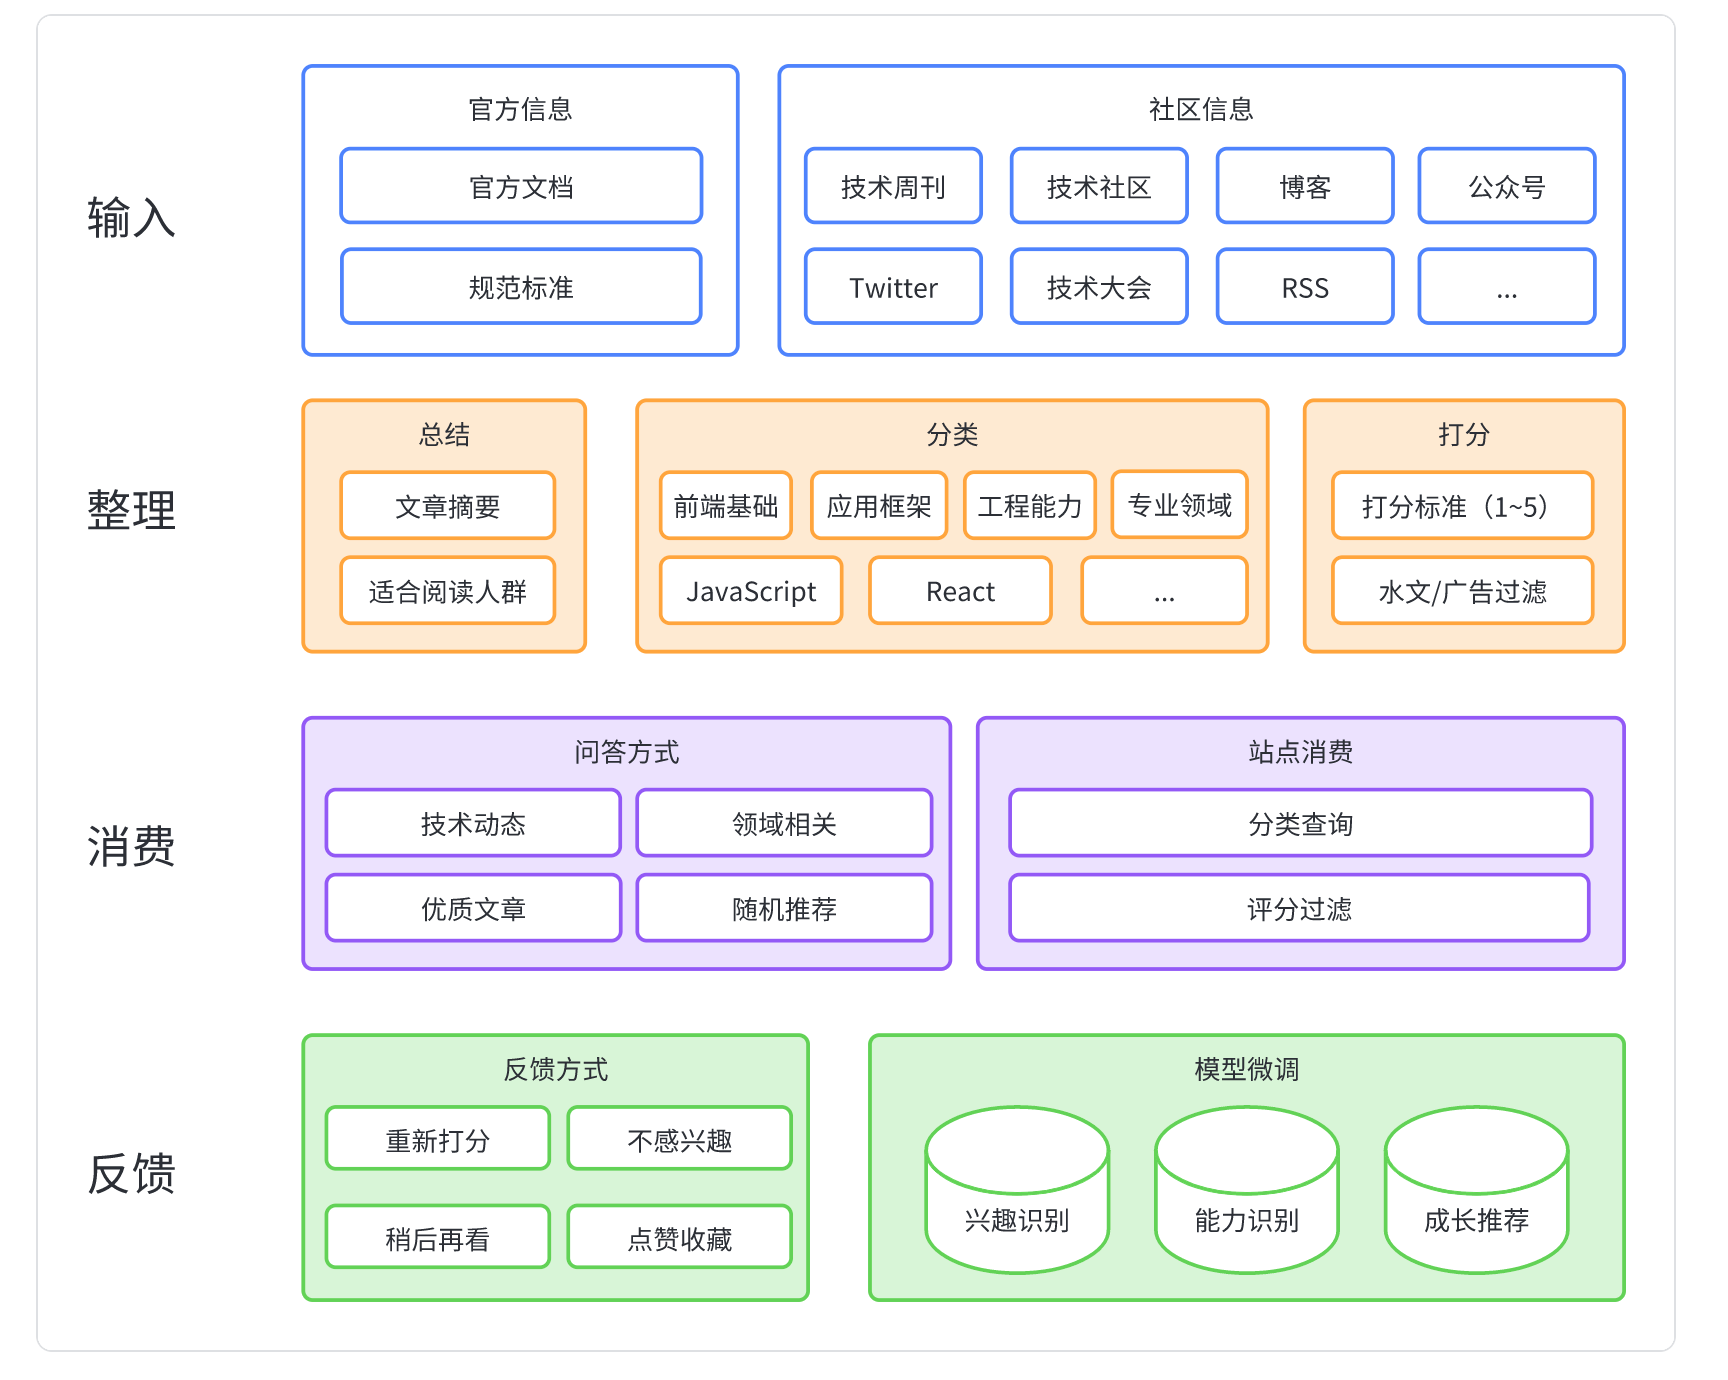 输入
官方信息
官方文档
规范标准
社区信息
技术周刊
技术社区
博客
公众号
Twitter
技术大会
RSS
...
整理
总结
文章摘要
适合阅读人群
分类
前端基础
应用框架
工程能力
专业领域
JavaScript
React
...
打分
打分标准（1~5）
水文/广告过滤
消费
问答方式
技术动态
领域相关
优质文章
随机推荐
站点消费
分类查询
评分过滤
反馈
反馈方式
重新打分
不感兴趣
稍后再看
点赞收藏
模型微调
兴趣识别
能力识别
成长推荐